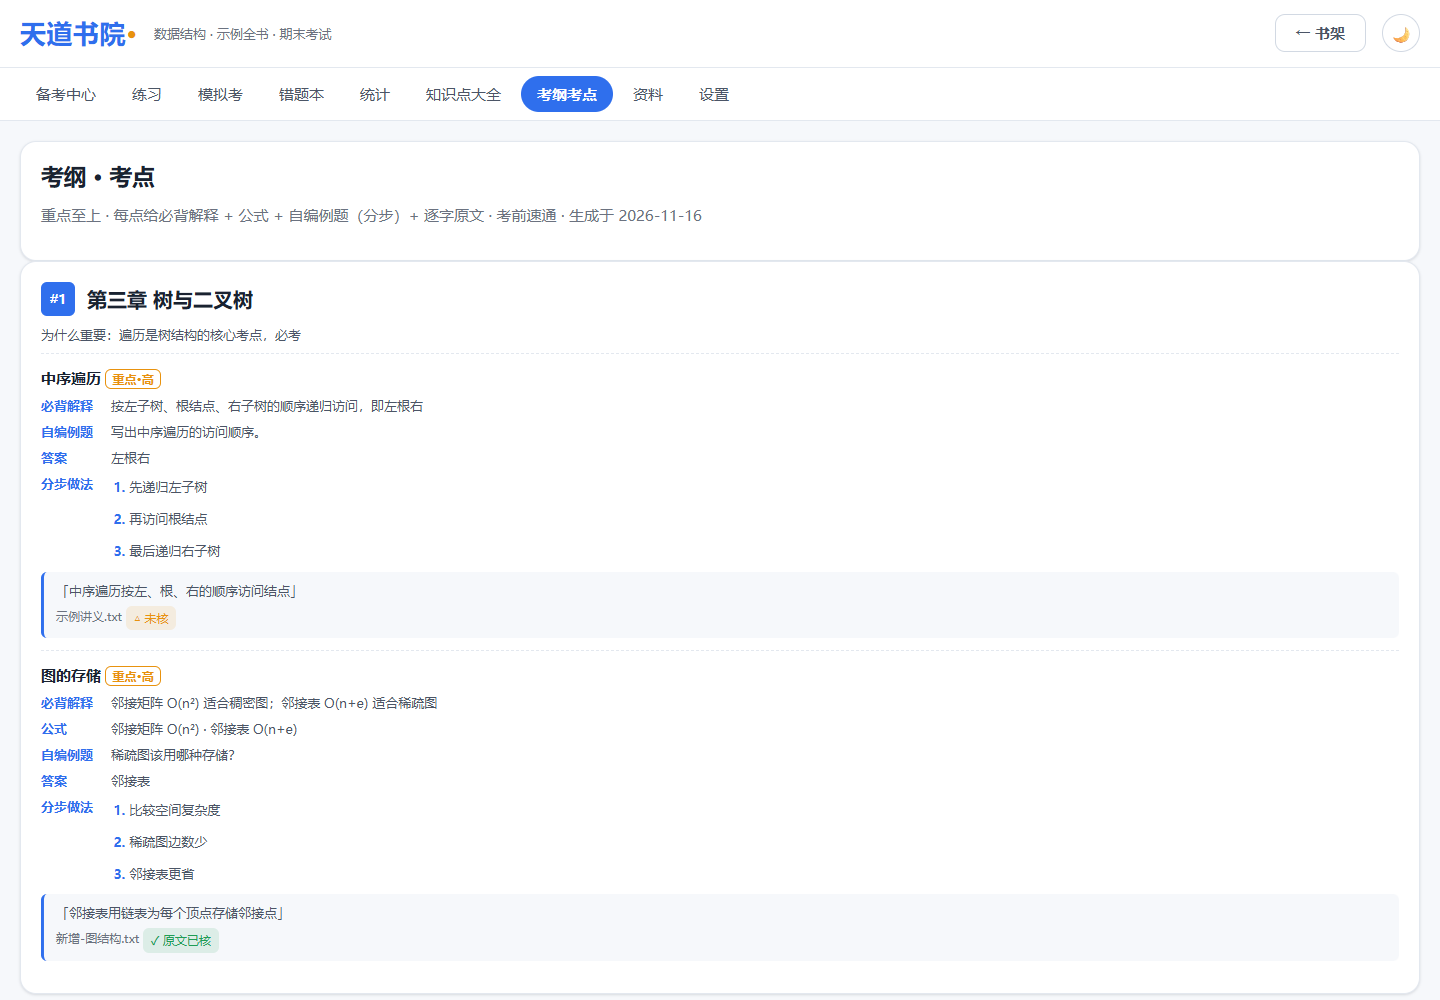 天道书院
数据结构 · 示例全书 · 期末考试
← 书架
备考中心 练习 模拟考 错题本 统计 知识点大全 考纲考点 资料 设置
考纲 · 考点
重点至上 · 每点给必背解释 + 公式 + 自编例题（分步）+ 逐字原文 · 考前速通 · 生成于 2026-11-16
#1 第三章 树与二叉树
为什么重要：遍历是树结构的核心考点，必考
中序遍历 重点·高
必背解释 按左子树、根结点、右子树的顺序递归访问，即左根右
自编例题 写出中序遍历的访问顺序。
答案 左根右
分步做法 1. 先递归左子树
2. 再访问根结点
3. 最后递归右子树
「中序遍历按左、根、右的顺序访问结点」
示例讲义.txt ▵ 未核
图的存储 重点·高
必背解释 邻接矩阵 O(n²) 适合稠密图；邻接表 O(n+e) 适合稀疏图
公式 邻接矩阵 O(n²) · 邻接表 O(n+e)
自编例题 稀疏图该用哪种存储？
答案 邻接表
分步做法 1. 比较空间复杂度
2. 稀疏图边数少
3. 邻接表更省
「邻接表用链表为每个顶点存储邻接点」
新增-图结构.txt ✓ 原文已核